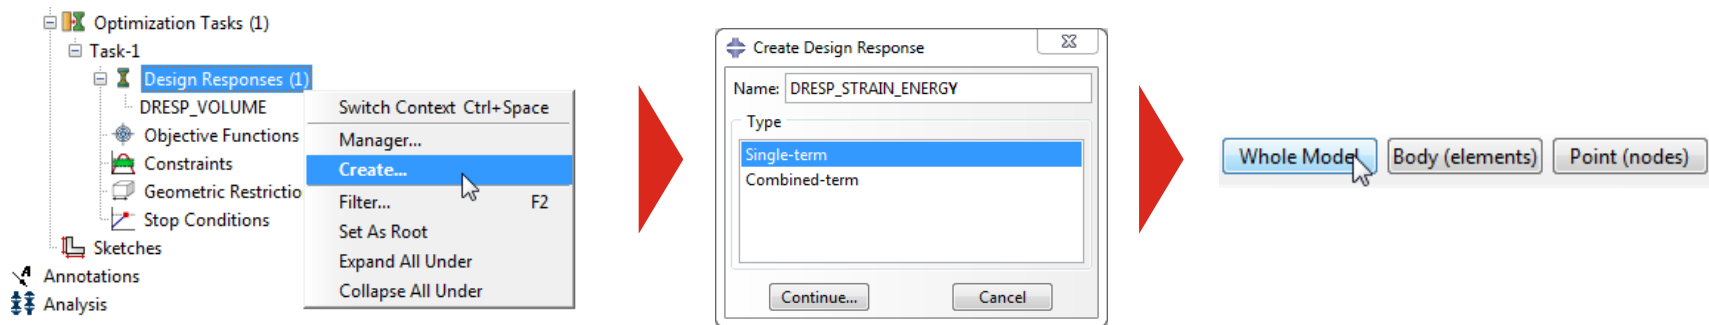 Optimization Tasks (1)
Task-1
Design Responses (1)
DRESP_VOLUME
Objective Functions
Constraints
Geometric Restrictio
Stop Conditions
Sketches
Annotations
Analysis
Switch Context Ctrl+Space
Manager...
Create...
Filter... F2
Set As Root
Expand All Under
Collapse All Under
Create Design Response
Name: DRESP_STRAIN_ENERGY
Type
Single-term
Combined-term
Continue... Cancel
Whole Model Body (elements) Point (nodes)